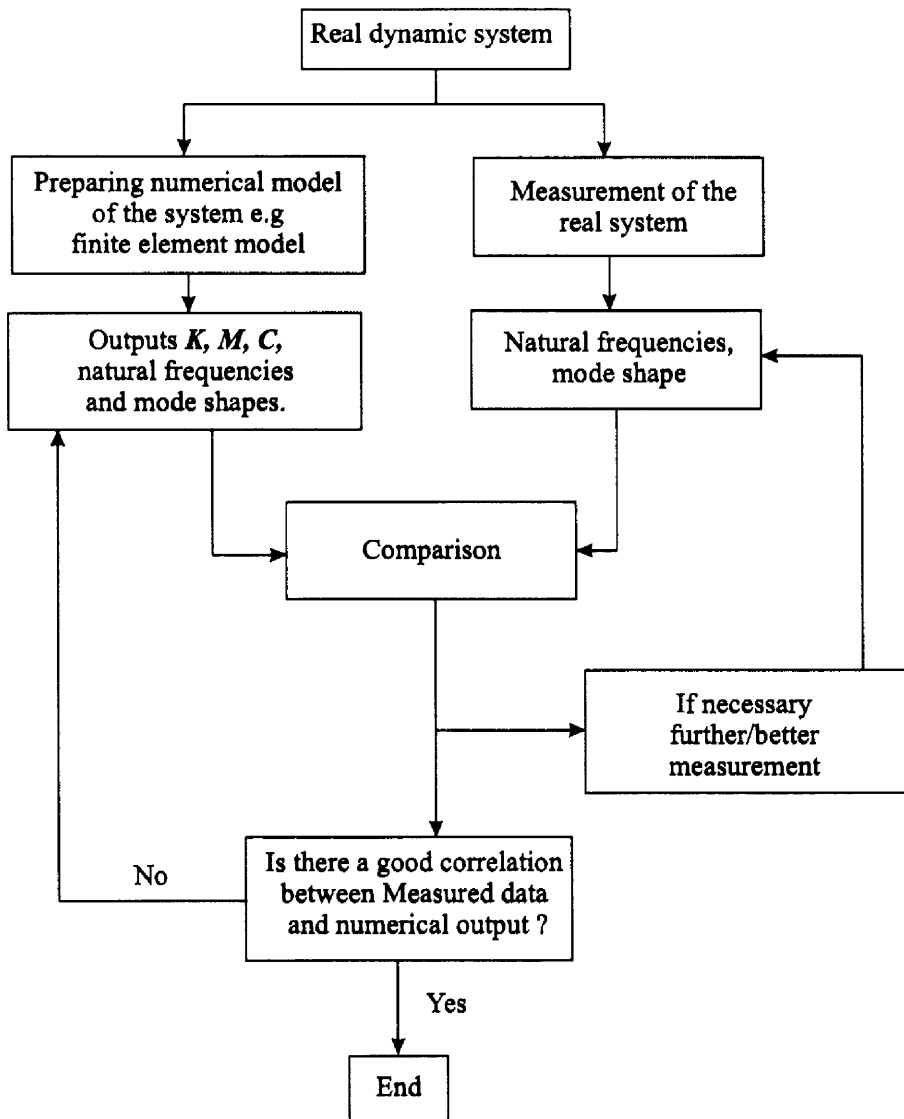 Real dynamic system
Preparing numerical model
of the system e.g
finite element model
Measurement of the
real system
Outputs K, M, C,
natural frequencies
and mode shapes.
Natural frequencies,
mode shape
Comparison
If necessary
further/better
measurement
Is there a good correlation
between Measured data
and numerical output ?
No
Yes
End